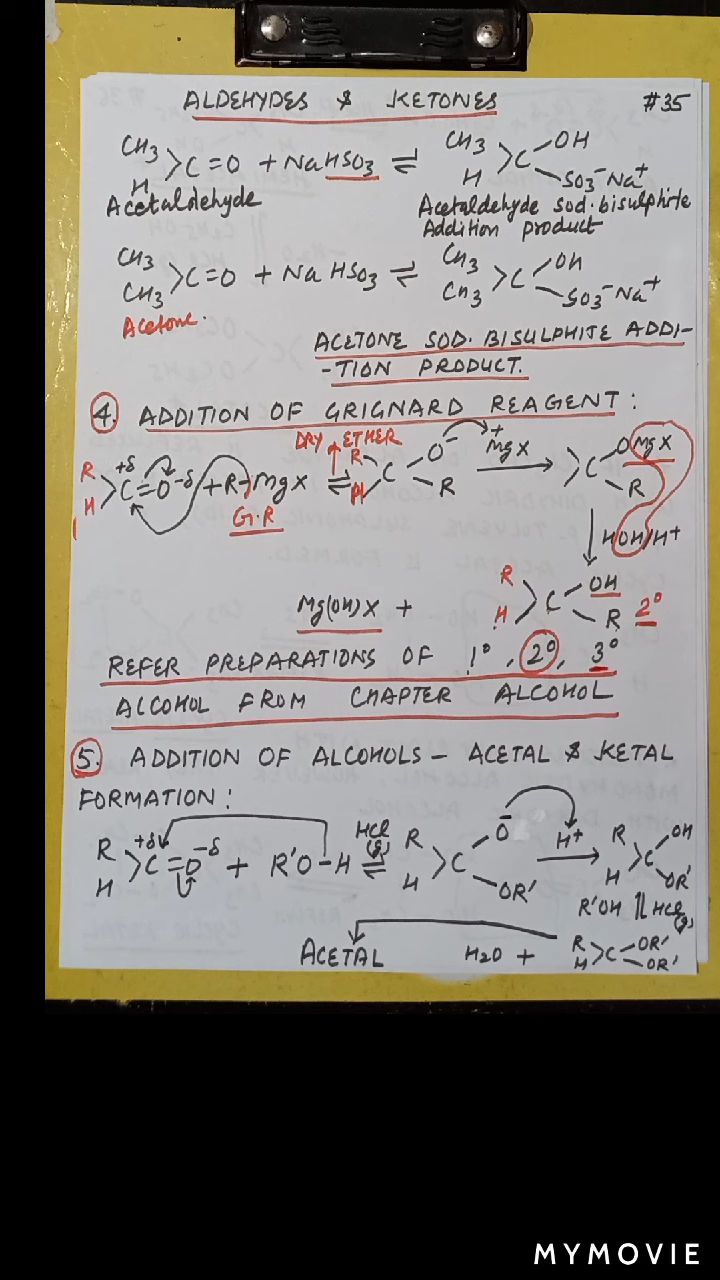 ALDEHYDES & KETONES #35
CH3 H >C=O + NaHSO3 ⇌ CH3 H >C -OH -SO3⁻Na⁺
Acetaldehyde Acetaldehyde sod. bisulphite
Addition product
CH3 CH3 >C=O + NaHSO3 ⇌ CH3 CH3 >C -OH -SO3⁻Na⁺
Acetone.
ACETONE SOD. BISULPHITE ADDI-
-TION PRODUCT.
4. ADDITION OF GRIGNARD REAGENT:
DRY ETHER
R H >C⁺δ=O⁻δ + R-MgX ⇌ R H >C -O⁻ -R ⁺MgX → >C -OMgX -R
G.R
HOH/H⁺
Mg(OH)X + R H >C -OH -R 2°
REFER PREPARATIONS OF 1°, 2°, 3°
ALCOHOL FROM CHAPTER ALCOHOL
5. ADDITION OF ALCOHOLS - ACETAL & KETAL
FORMATION:
R H >C⁺δ=O⁻δ + R'O-H HCl (g) ⇌ R H >C -O⁻ -OR' H⁺ → R H >C -OH -OR'
R'OH HCl (g)
ACETAL H2O + R H >C -OR' -OR'
MYMOVIE